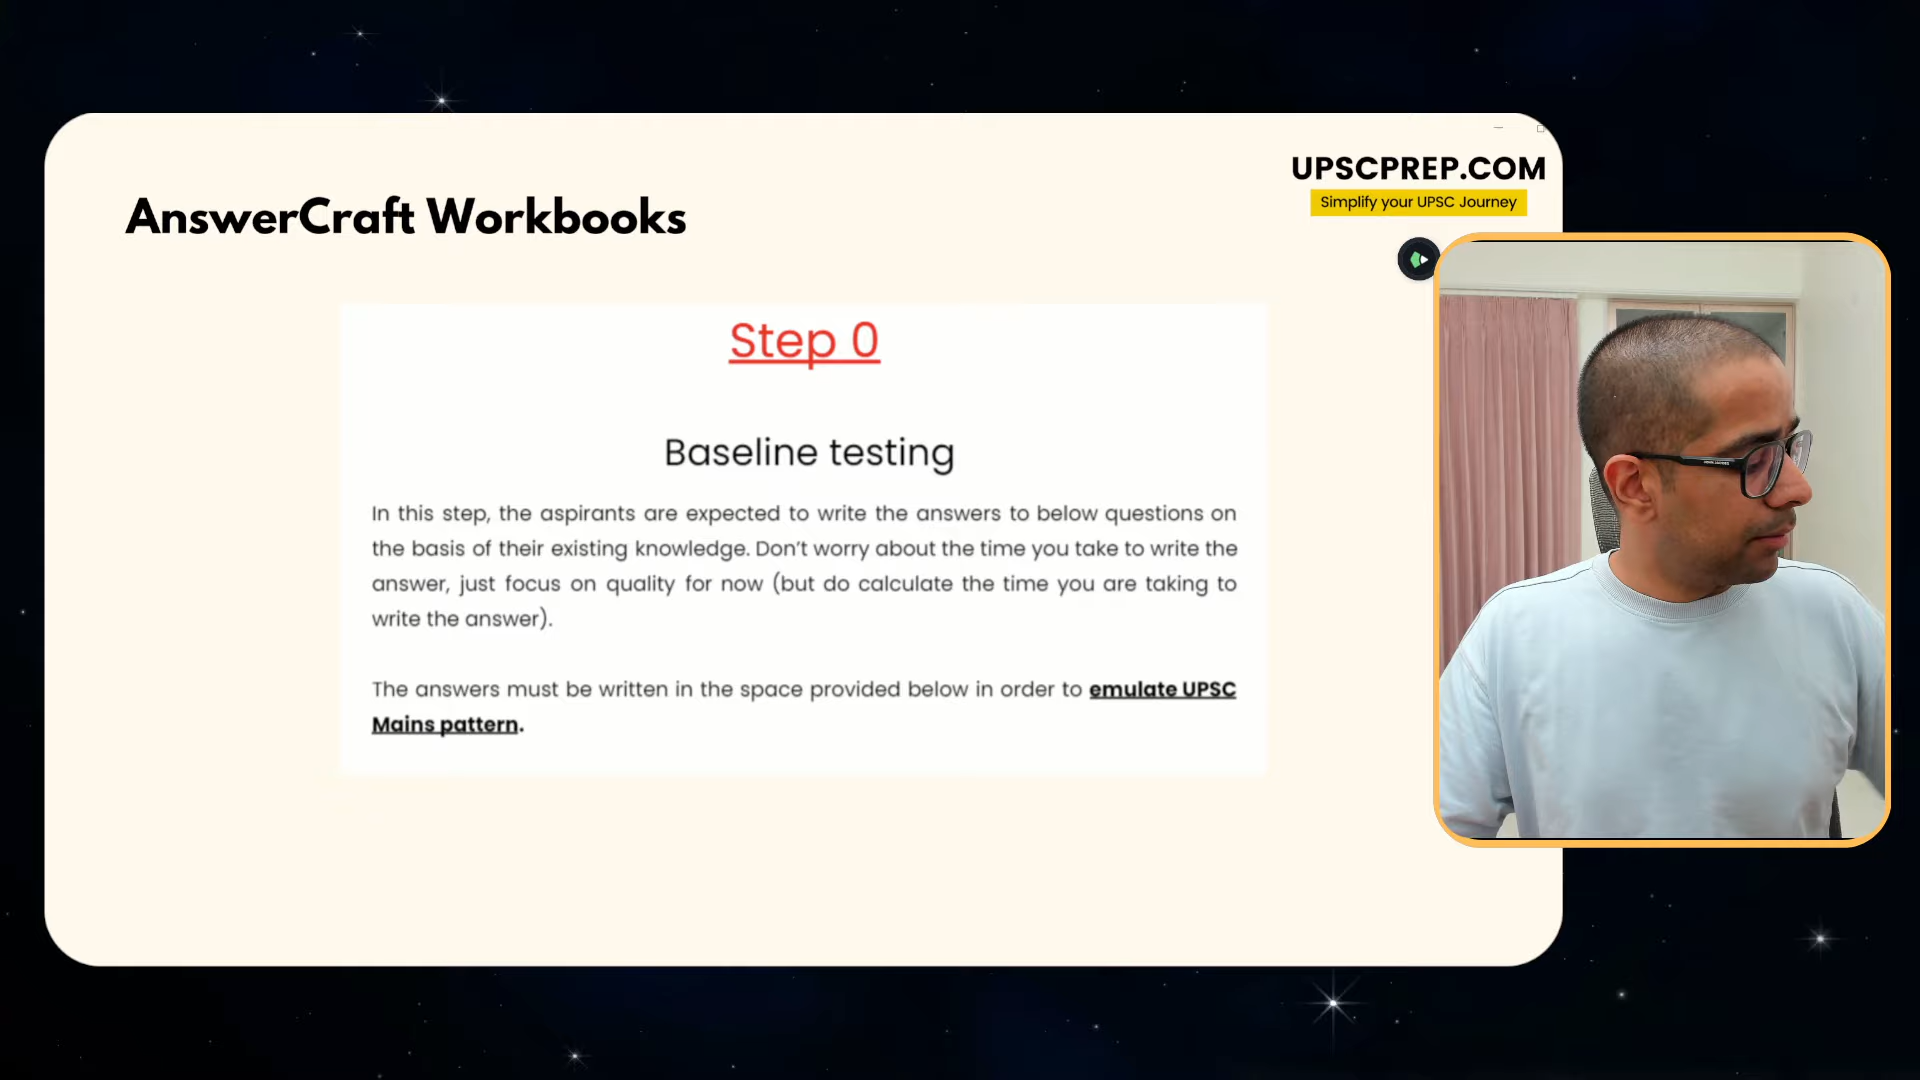 UPSCPREP.COM
Simplify your UPSC Journey
AnswerCraft Workbooks
Step 0
Baseline testing
In this step, the aspirants are expected to write the answers to below questions on
the basis of their existing knowledge. Don't worry about the time you take to write the
answer, just focus on quality for now (but do calculate the time you are taking to
write the answer).
The answers must be written in the space provided below in order to emulate UPSC
Mains pattern.